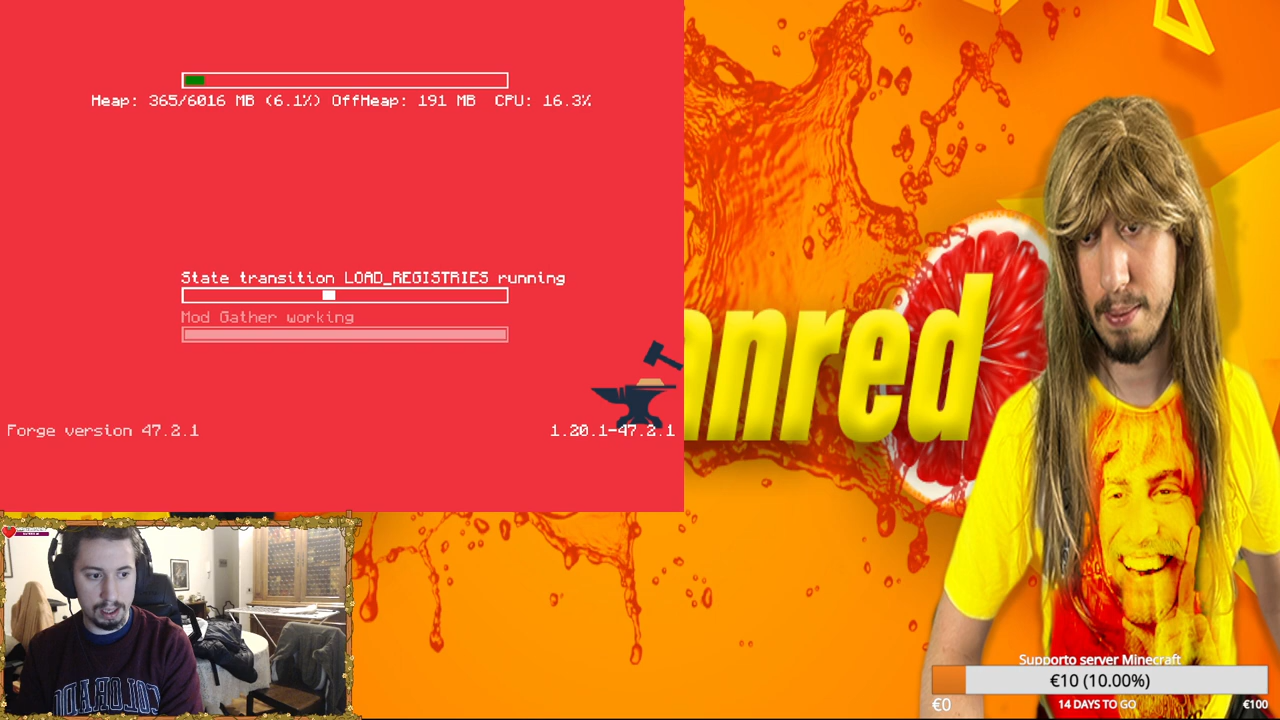 Heap: 365/6016 MB (6.1%) OffHeap: 191 MB CPU: 16.3%
State transition LOAD_REGISTRIES running
Mod Gather working
Forge version 47.2.1
1.20.1-47.2.1
anred
COLORADO
Supporto server Minecraft
€10 (10.00%)
€0
14 DAYS TO GO
€100